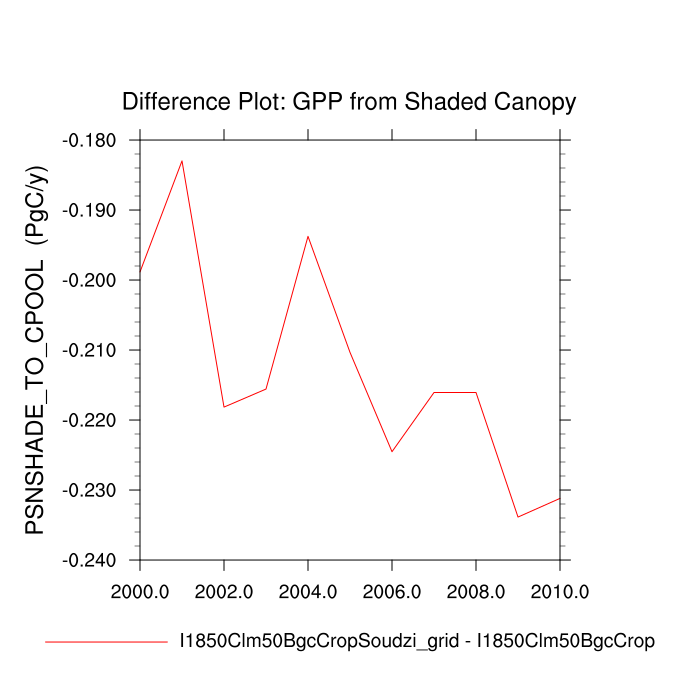 Difference Plot: GPP from Shaded Canopy
PSNSHADE_TO_CPOOL (PgC/y)
-0.180
-0.190
-0.200
-0.210
-0.220
-0.230
-0.240
2000.0 2002.0 2004.0 2006.0 2008.0 2010.0
I1850Clm50BgcCropSoudzi_grid - I1850Clm50BgcCrop